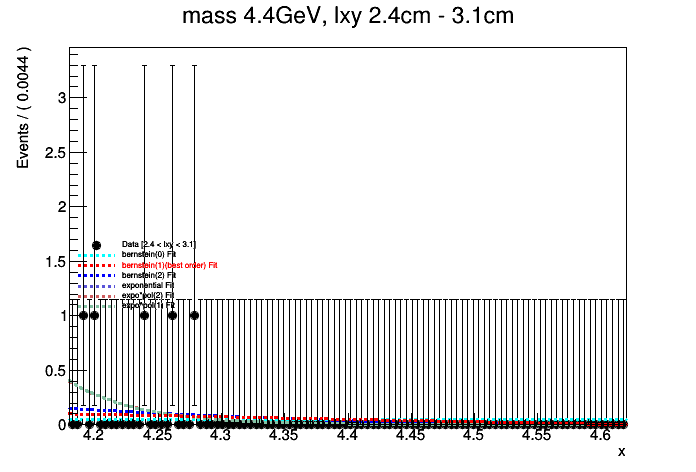 mass 4.4GeV, lxy 2.4cm - 3.1cm
Events / ( 0.0044 )
3
2.5
2
1.5
1
0.5
0
Data [2.4 < lxy < 3.1]
bernstein(0) Fit
bernstein(1)(best order) Fit
bernstein(2) Fit
exponential Fit
expo*pol(2) Fit
expo*pol(1) Fit
4.2 4.25 4.3 4.35 4.4 4.45 4.5 4.55 4.6
x